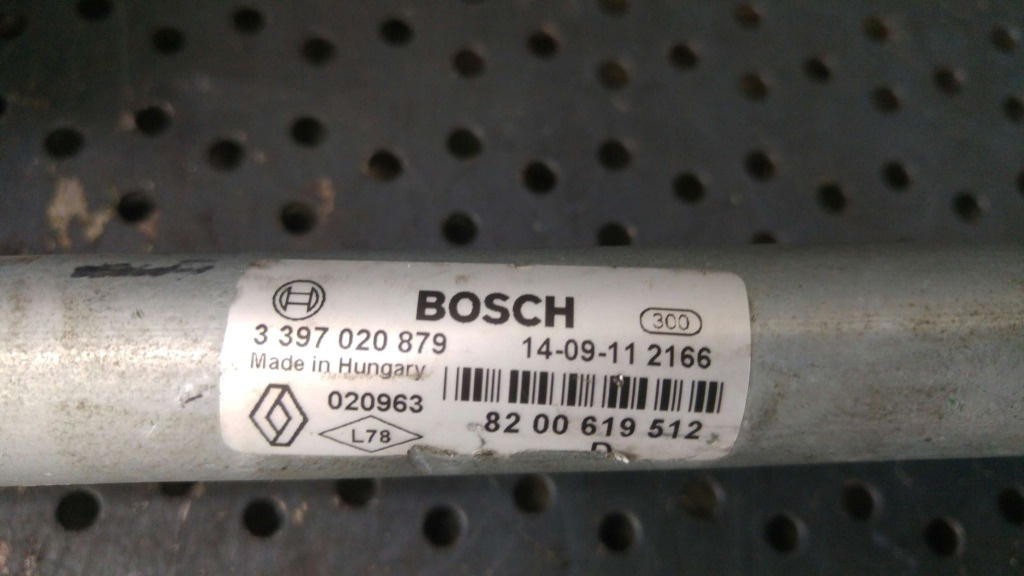 BOSCH
300
3 397 020 879
14-09-11 2166
Made in Hungary
020963
L78
82 00 619 512